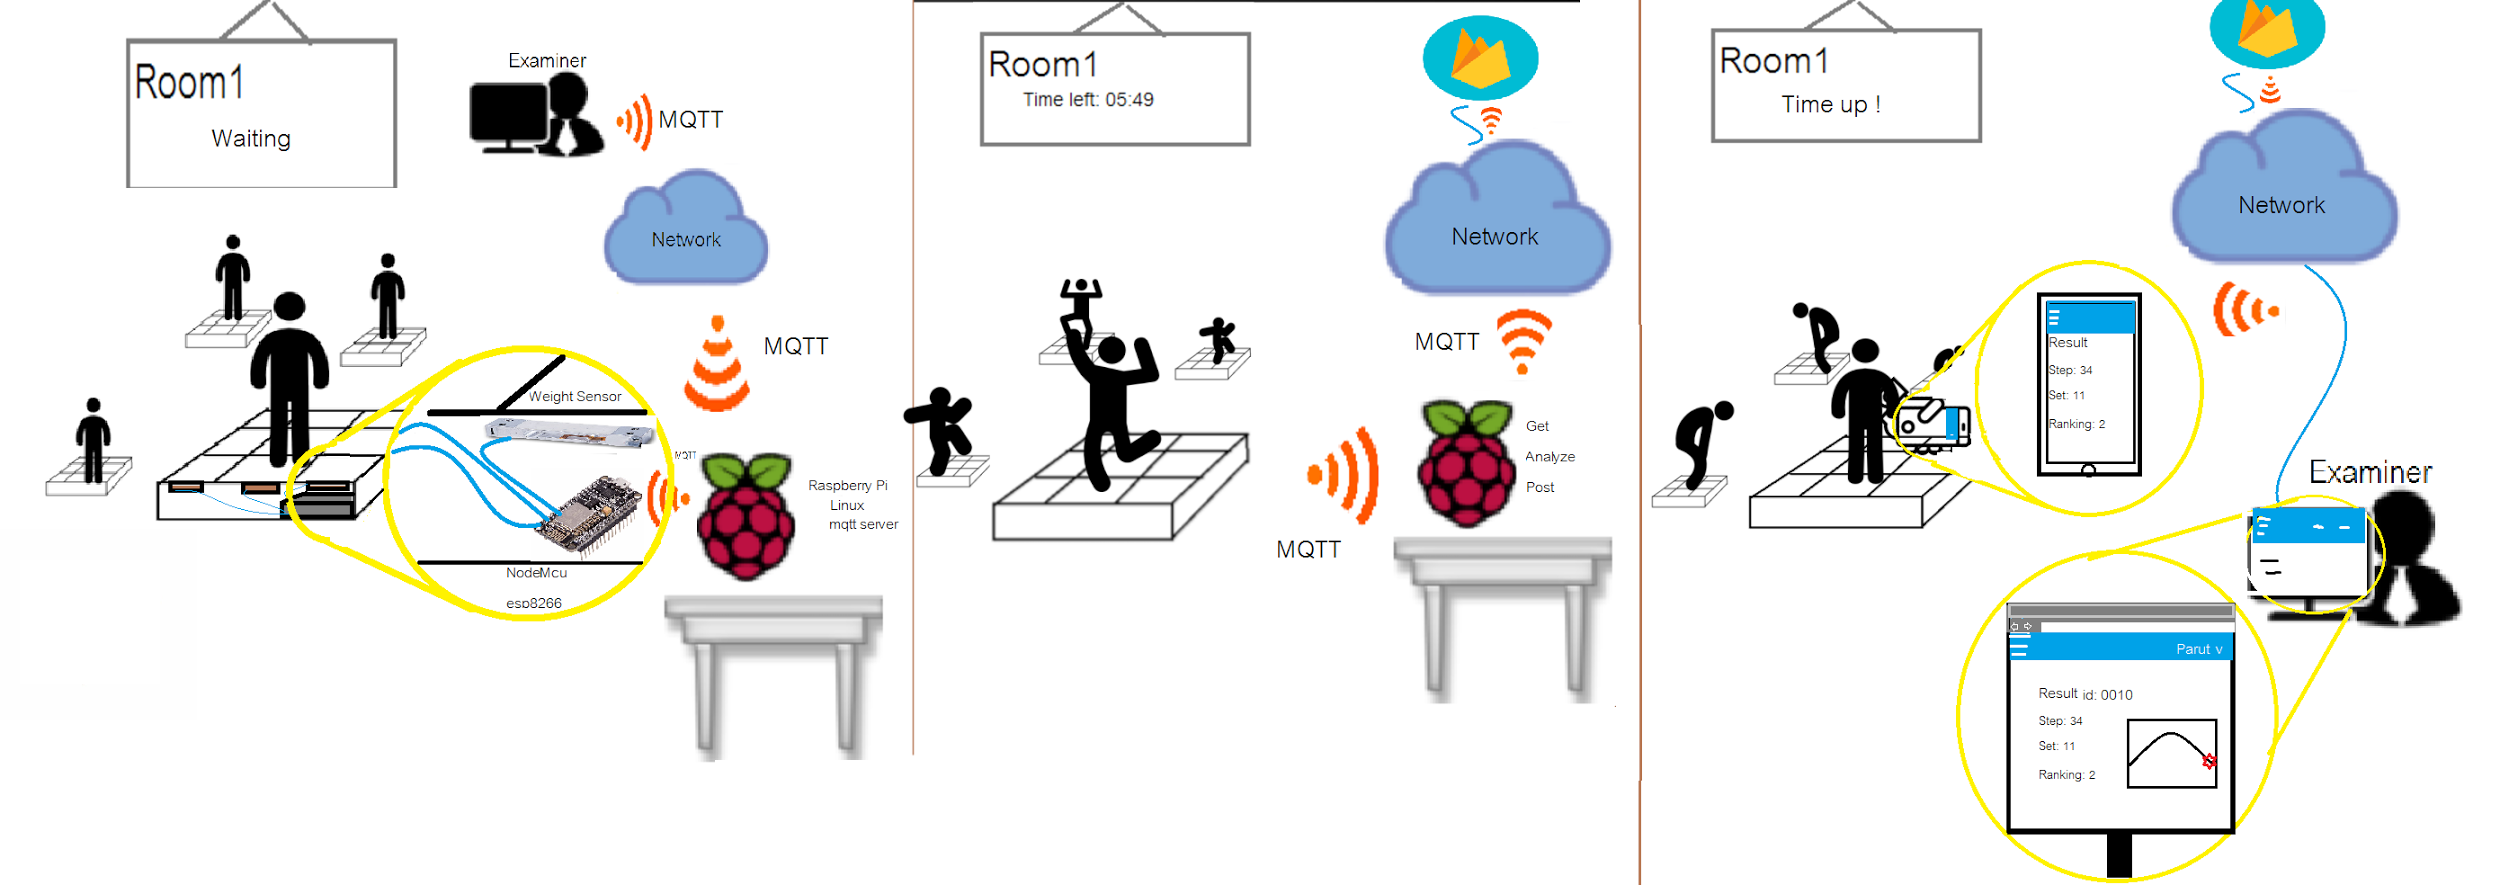 Room1
Waiting
Examiner
MQTT
Network
MQTT
Weight Sensor
MQTT
Raspberry Pi
Linux
mqtt server
NodeMcu
esp8266
Room1
Time left: 05:49
Network
MQTT
Get
Analyze
Post
MQTT
Room1
Time up !
Network
Result
Step: 34
Set: 11
Ranking: 2
Examiner
Parut v
Result id: 0010
Step: 34
Set: 11
Ranking: 2